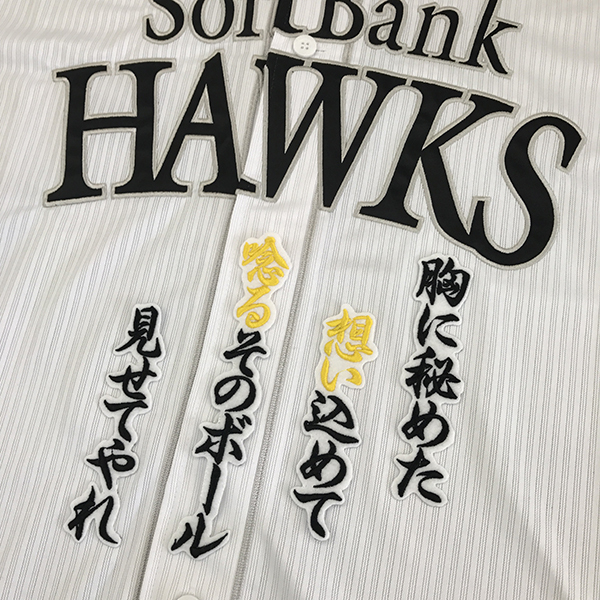 SoftBank
HAWKS
胸に秘めた
想い込めて
唸るそのボール
見せてやれ